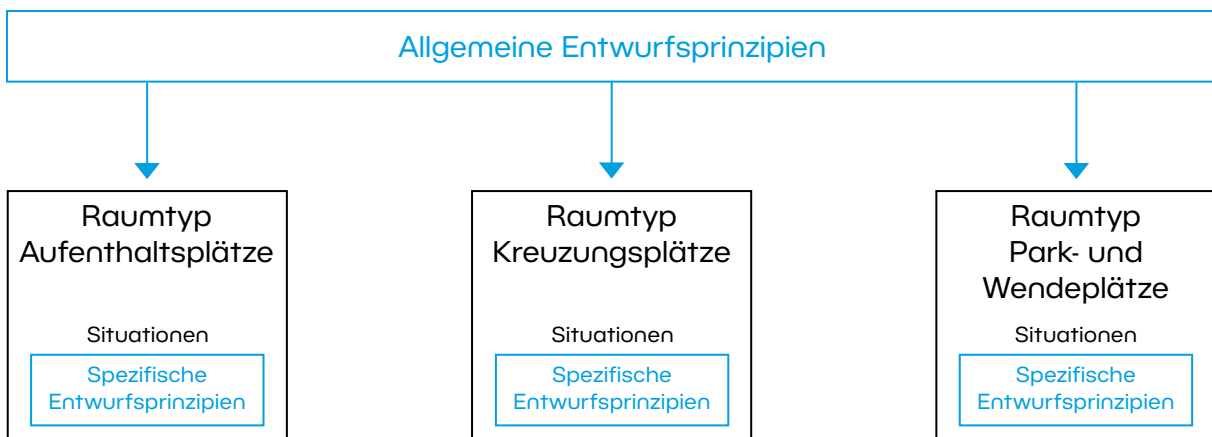 Allgemeine Entwurfsprinzipien
Raumtyp
Aufenthaltsplätze
Situationen
Spezifische
Entwurfsprinzipien
Raumtyp
Kreuzungsplätze
Situationen
Spezifische
Entwurfsprinzipien
Raumtyp
Park- und
Wendeplätze
Situationen
Spezifische
Entwurfsprinzipien